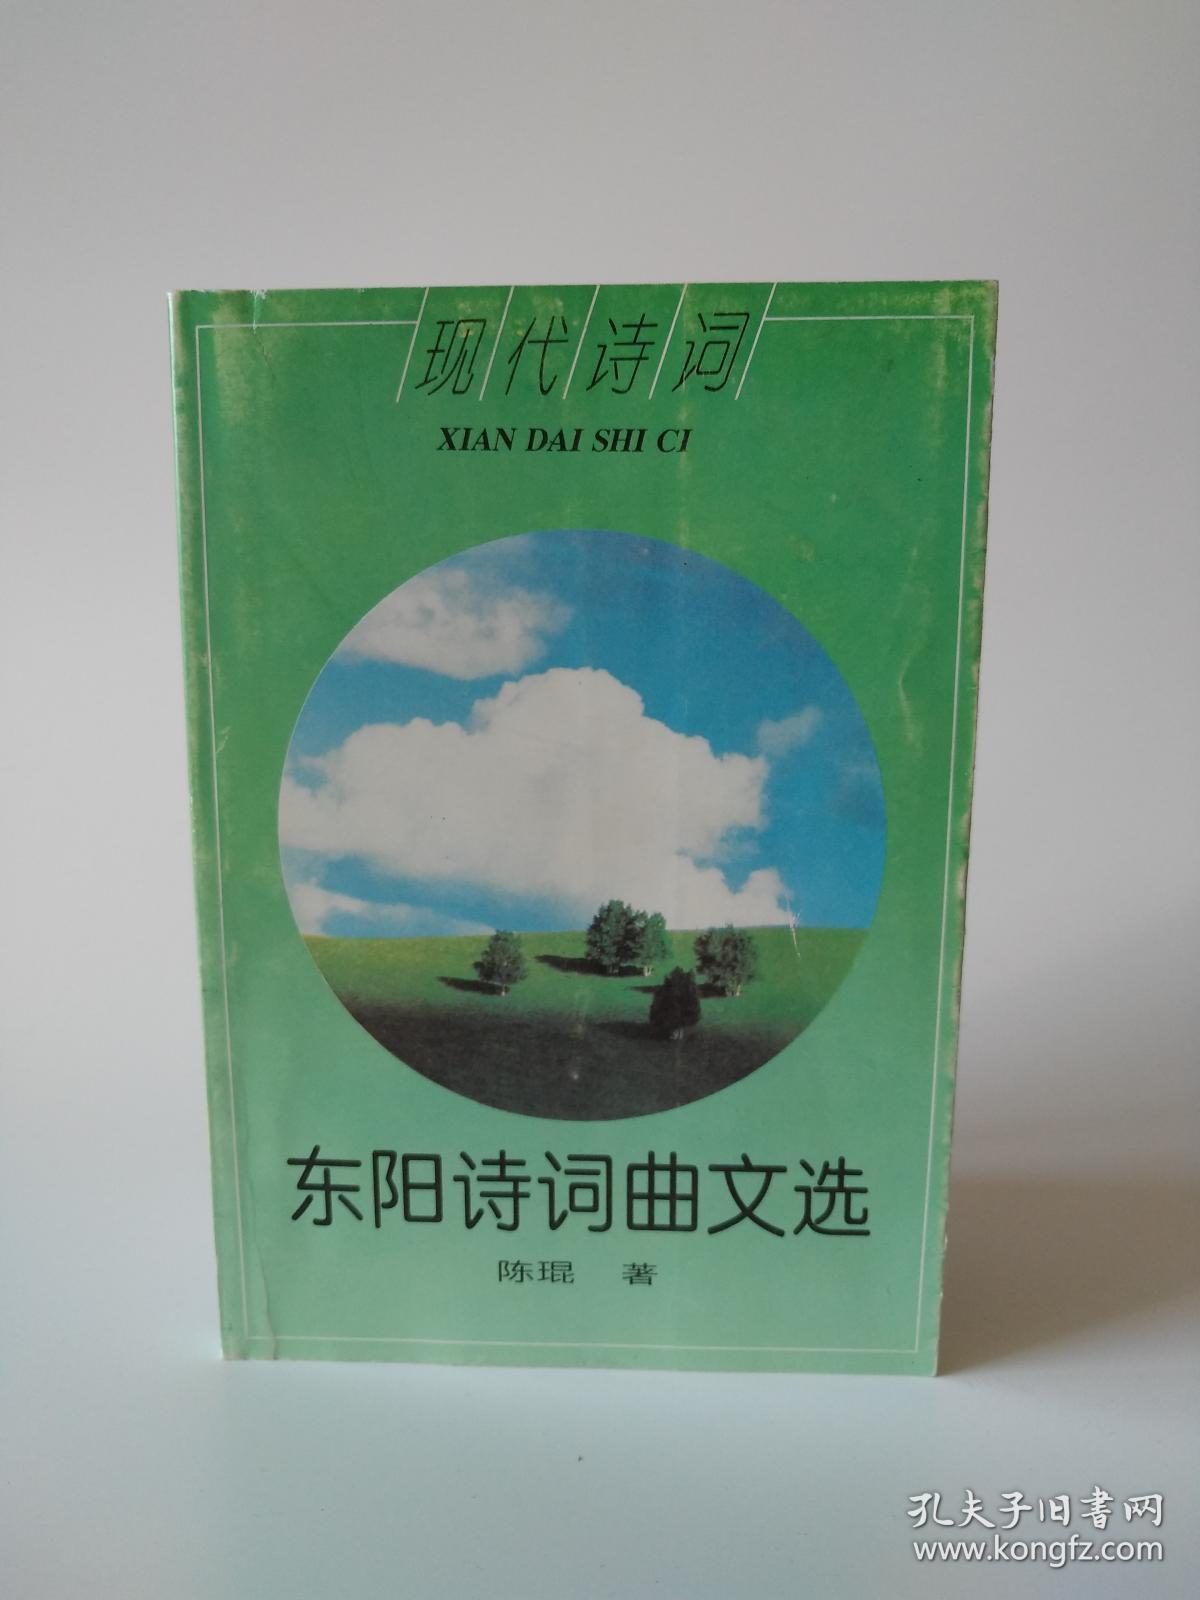 现代诗词
XIAN DAI SHI CI
东阳诗词曲文选
陈琨 著
孔夫子旧书网
www.kongfz.com